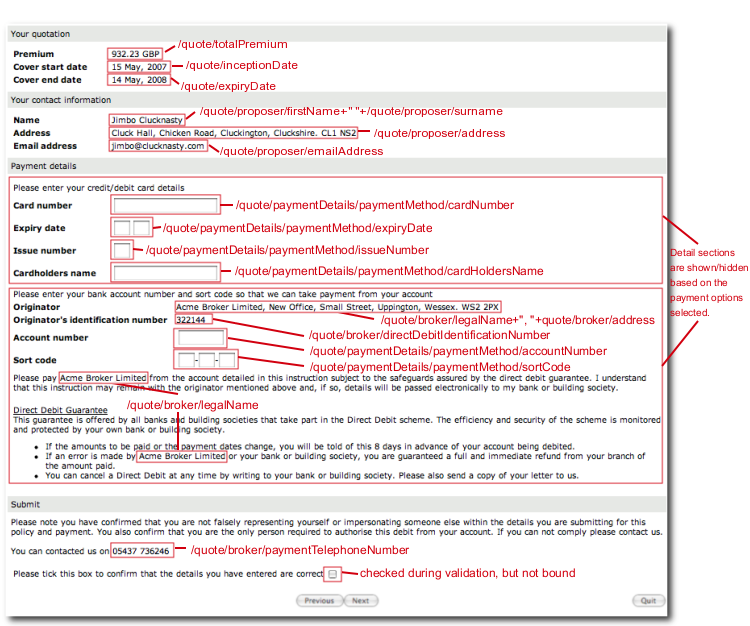 Your quotation
/quote/totalPremium
Premium 932.23 GBP
Cover start date 15 May, 2007 /quote/inceptionDate
Cover end date 14 May, 2008 /quote/expiryDate
Your contact information
/quote/proposer/firstName+" "+/quote/proposer/surname
Name Jimbo Clucknasty
Address Cluck Hall, Chicken Road, Cluckington, Cluckshire. CL1 NS2 /quote/proposer/address
Email address jimbo@clucknasty.com /quote/proposer/emailAddress
Payment details
Please enter your credit/debit card details
Card number /quote/paymentDetails/paymentMethod/cardNumber
Expiry date /quote/paymentDetails/paymentMethod/expiryDate
Issue number /quote/paymentDetails/paymentMethod/issueNumber
Cardholders name /quote/paymentDetails/paymentMethod/cardHoldersName
Detail sections
are shown/hidden
based on the
payment options
selected.
Please enter your bank account number and sort code so that we can take payment from your account
Originator Acme Broker Limited, New Office, Small Street, Uppington, Wessex. WS2 2PX
Originator's identification number 322144 /quote/broker/legalName+", "+quote/broker/address
/quote/broker/directDebitIdentificationNumber
Account number /quote/paymentDetails/paymentMethod/accountNumber
Sort code - - /quote/paymentDetails/paymentMethod/sortCode
Please pay Acme Broker Limited from the account detailed in this instruction subject to the safeguards assured by the direct debit guarantee. I understand
that this instruction may remain with the originator mentioned above and, if so, details will be passed electronically to my bank or building society.
/quote/broker/legalName
Direct Debit Guarantee
This guarantee is offered by all banks and building societies that take part in the Direct Debit scheme. The efficiency and security of the scheme is monitored
and protected by your own bank or building society.
• If the amounts to be paid or the payment dates change, you will be told of this 8 days in advance of your account being debited.
• If an error is made by Acme Broker Limited or your bank or building society, you are guaranteed a full and immediate refund from your branch of
the amount paid.
• You can cancel a Direct Debit at any time by writing to your bank or building society. Please also send a copy of your letter to us.
Submit
Please note you have confirmed that you are not falsely representing yourself or impersonating someone else within the details you are submitting for this
policy and payment. You also confirm that you are the only person required to authorise this debit from your account. If you can not comply please contact us.
You can contacted us on 05437 736246 /quote/broker/paymentTelephoneNumber
Please tick this box to confirm that the details you have entered are correct checked during validation, but not bound
Previous Next Quit